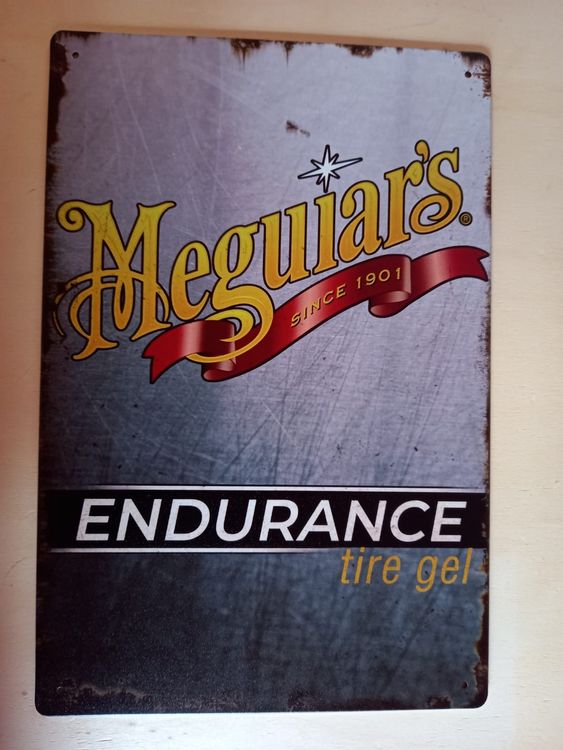 Meguiar's®
SINCE 1901
ENDURANCE
tire gel